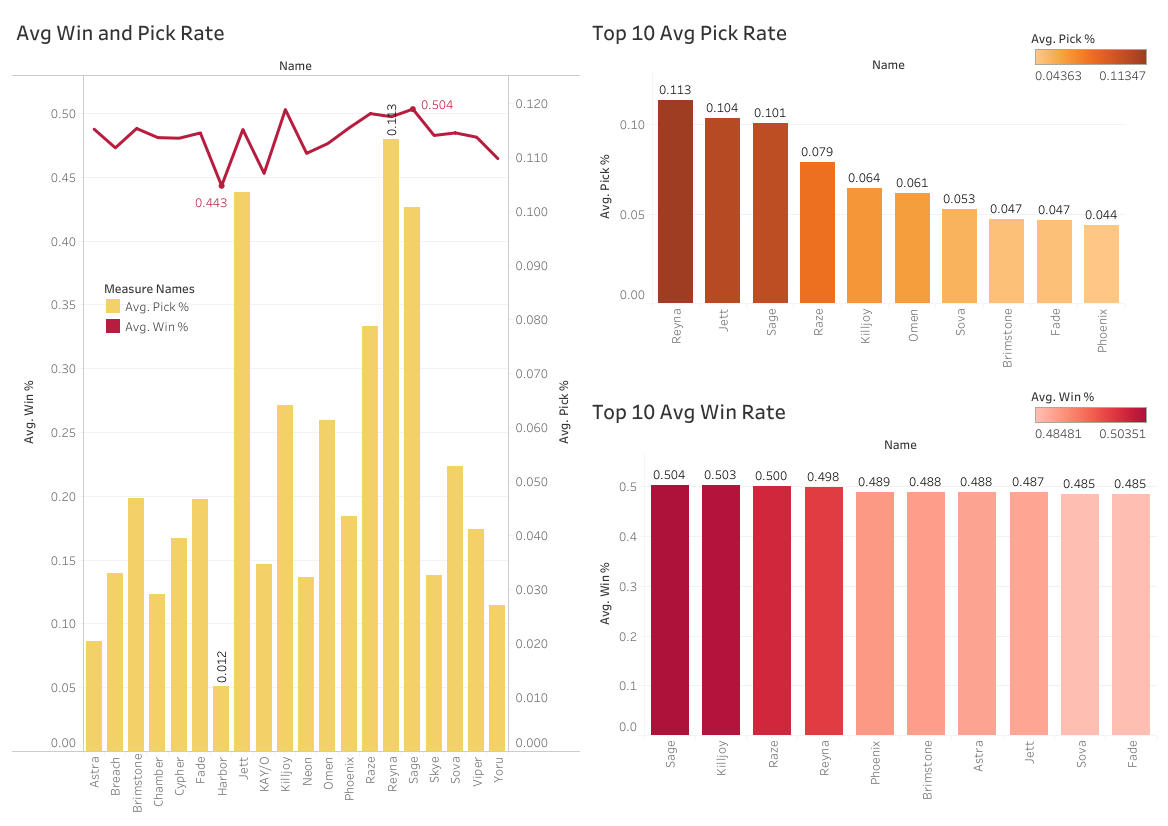 Avg Win and Pick Rate
Name
0.50
0.45
0.40
0.35
0.30
0.25
0.20
0.15
0.10
0.05
0.00
Avg. Win %
0.120
0.110
0.100
0.090
0.080
0.070
0.060
0.050
0.040
0.030
0.020
0.010
0.000
Avg. Pick %
0.504
0.113
0.443
0.012
Measure Names
Avg. Pick %
Avg. Win %
Astra
Breach
Brimstone
Chamber
Cypher
Fade
Harbor
Jett
KAY/O
Killjoy
Neon
Omen
Phoenix
Raze
Reyna
Sage
Skye
Sova
Viper
Yoru
Top 10 Avg Pick Rate
Avg. Pick %
0.04363 0.11347
Name
0.10
0.05
0.00
Avg. Pick %
0.113
0.104
0.101
0.079
0.064
0.061
0.053
0.047
0.047
0.044
Reyna
Jett
Sage
Raze
Killjoy
Omen
Sova
Brimstone
Fade
Phoenix
Top 10 Avg Win Rate
Avg. Win %
0.48481 0.50351
Name
0.5
0.4
0.3
0.2
0.1
0.0
Avg. Win %
0.504 0.503 0.500 0.498 0.489 0.488 0.488 0.487 0.485 0.485
Sage
Killjoy
Raze
Reyna
Phoenix
Brimstone
Astra
Jett
Sova
Fade